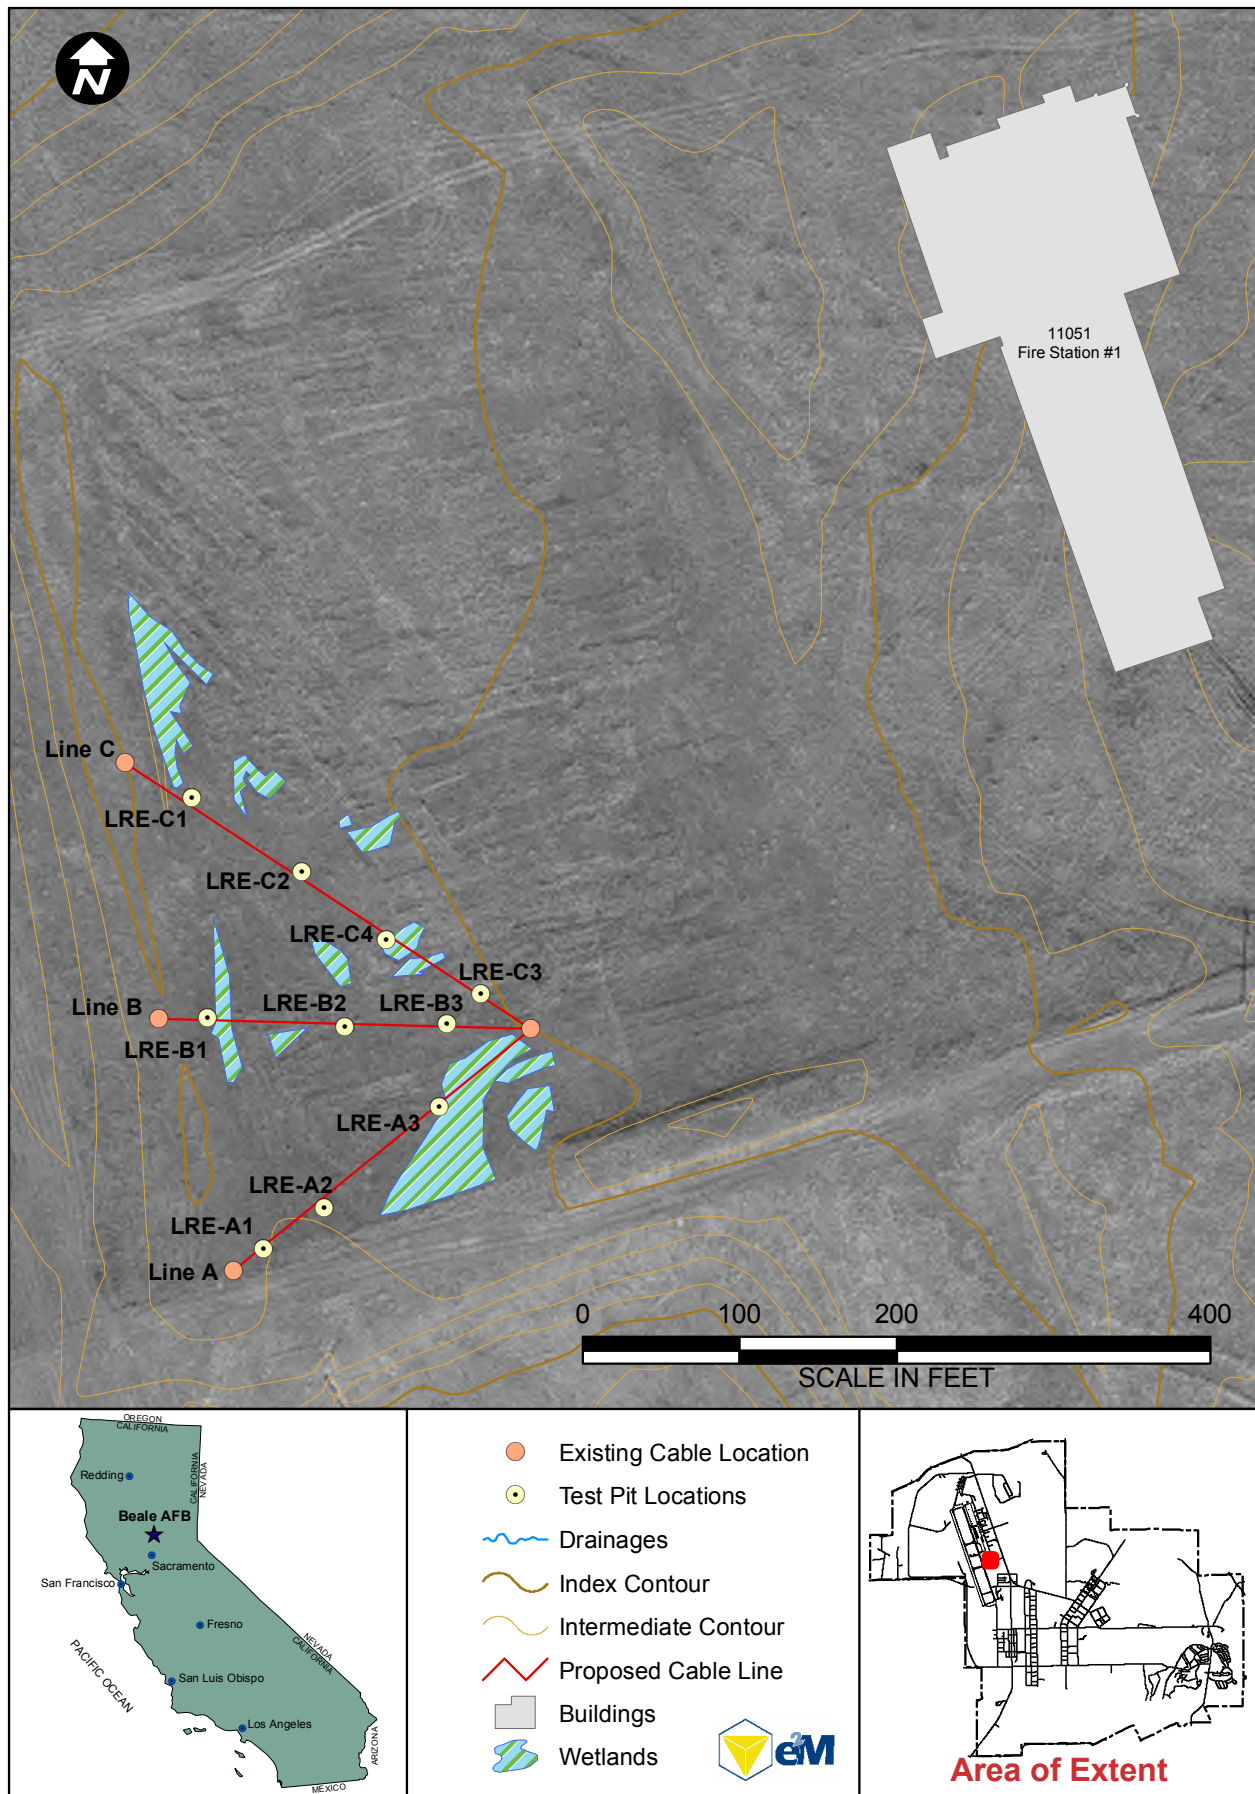 N
11051
Fire Station #1
Line C
LRE-C1
LRE-C2
LRE-C4
LRE-C3
Line B
LRE-B2
LRE-B3
LRE-B1
LRE-A3
LRE-A2
LRE-A1
Line A
0 100 200 400
SCALE IN FEET
OREGON
CALIFORNIA
Redding
CALIFORNIA
NEVADA
Beale AFB
Sacramento
San Francisco
Fresno
NEVADA
CALIFORNIA
PACIFIC OCEAN
San Luis Obispo
Los Angeles
ARIZONA
MEXICO
Existing Cable Location
Test Pit Locations
Drainages
Index Contour
Intermediate Contour
Proposed Cable Line
Buildings
Wetlands
e2M
Area of Extent